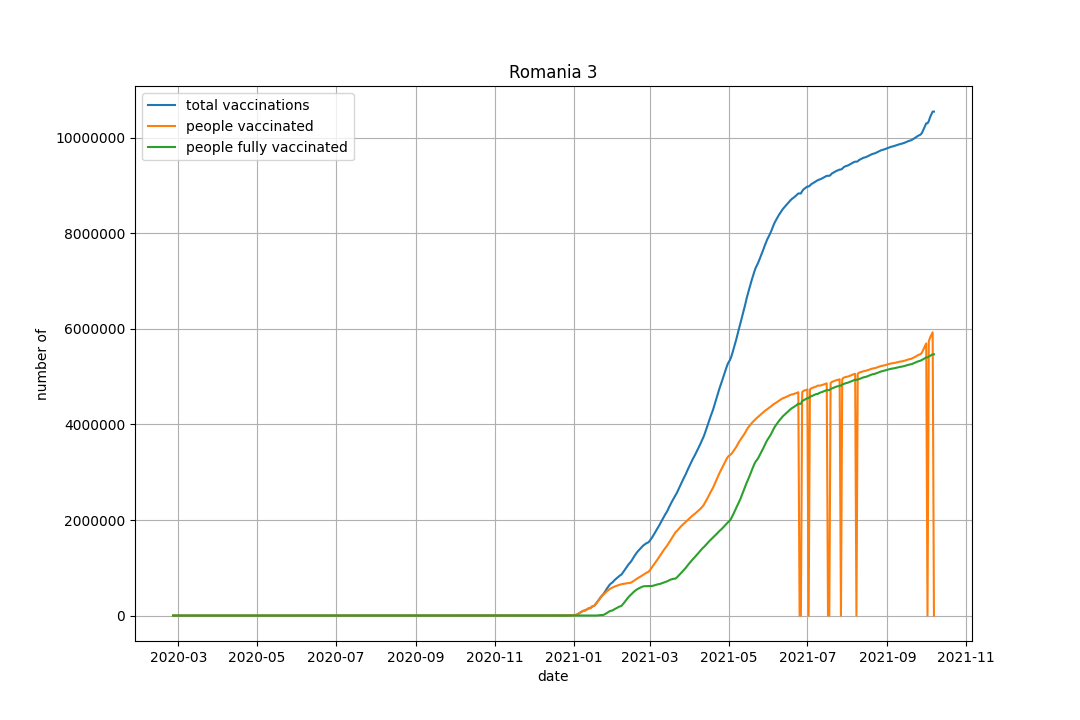 Romania 3
total vaccinations
people vaccinated
people fully vaccinated
number of
10000000
8000000
6000000
4000000
2000000
0
2020-03 2020-05 2020-07 2020-09 2020-11 2021-01 2021-03 2021-05 2021-07 2021-09 2021-11
date